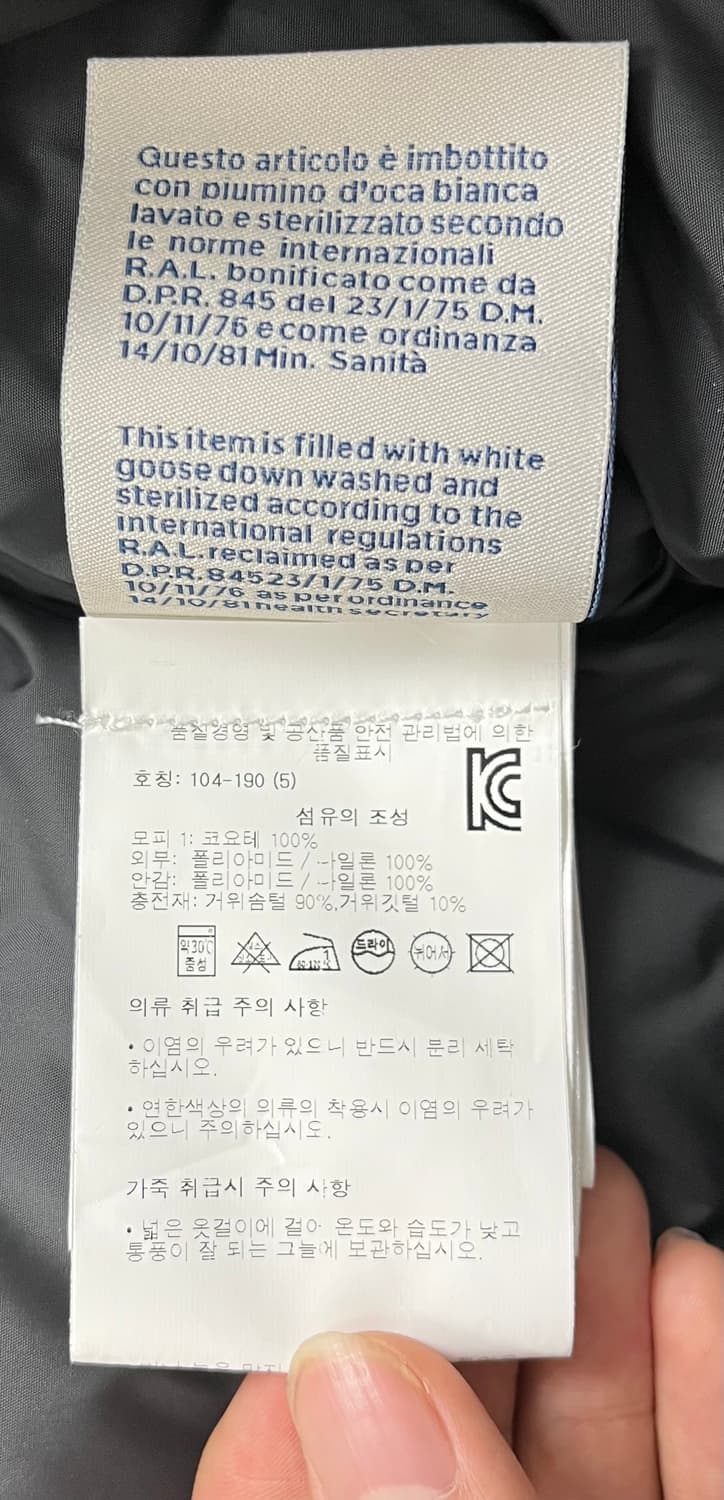 Questo articolo è imbottito
con piumino d'oca bianca
lavato e sterilizzato secondo
le norme internazionali
R.A.L. bonificato come da
D.P.R. 845 del 23/1/75 D.M.
10/11/76 e come ordinanza
14/10/81 Min. Sanità
This item is filled with white
goose down washed and
sterilized according to the
international regulations
R.A.L. reclaimed as per
D.P.R. 845 23/1/75 D.M.
10/11/76 as per ordinance
14/10/81 health secretary
품질경영 및 공산품 안전 관리법에 의한
품질표시
KC
호칭: 104-190 (5)
섬유의 조성
모피 1: 코요테 100%
외부: 폴리아미드 / 나일론 100%
안감: 폴리아미드 / 나일론 100%
충전재: 거위솜털 90%,거위깃털 10%
약30℃
중성
드라이
의류 취급 주의 사항
• 이염의 우려가 있으니 반드시 분리 세탁
하십시오.
• 연한색상의 의류의 착용시 이염의 우려가
있으니 주의하십시오.
가죽 취급시 주의 사항
• 넓은 옷걸이에 걸어 온도와 습도가 낮고
통풍이 잘 되는 그늘에 보관하십시오.